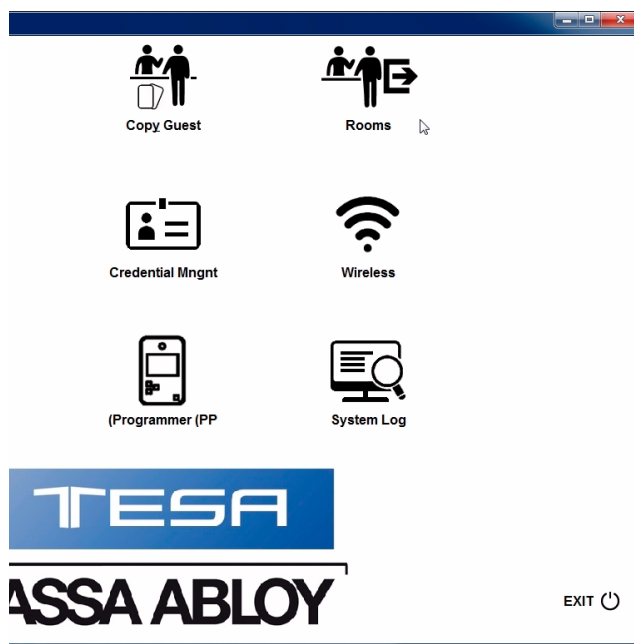 Copy Guest
Rooms
Credential Mngnt
Wireless
(Programmer (PP
System Log
TESA
ASSA ABLOY
EXIT